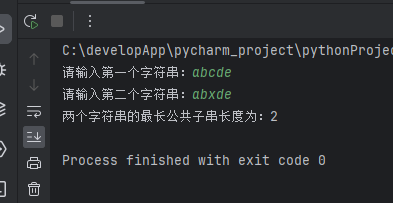 C:\developApp\pycharm_project\pythonProjec
请输入第一个字符串：abcde
请输入第二个字符串：abxde
两个字符串的最长公共子串长度为：2
Process finished with exit code 0